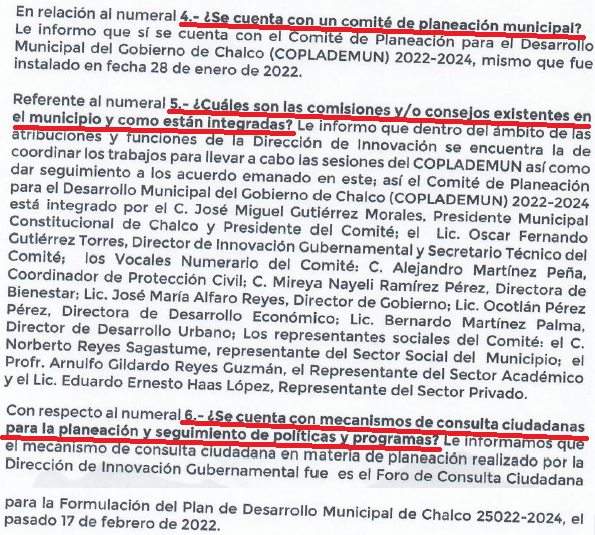 En relación al numeral 4.- ¿Se cuenta con un comité de planeación municipal?
Le informo que sí se cuenta con el Comité de Planeación para el Desarrollo
Municipal del Gobierno de Chalco (COPLADEMUN) 2022-2024, mismo que fue
instalado en fecha 28 de enero de 2022.
Referente al numeral 5.- ¿Cuáles son las comisiones y/o consejos existentes en
el municipio y como están integradas? Le informo que dentro del ámbito de las
atribuciones y funciones de la Dirección de Innovación se encuentra la de
coordinar los trabajos para llevar a cabo las sesiones del COPLADEMUN así como
dar seguimiento a los acuerdo emanado en este; así el Comité de Planeación
para el Desarrollo Municipal del Gobierno de Chalco (COPLADEMUN) 2022-2024
está integrado por el C. José Miguel Gutiérrez Morales, Presidente Municipal
Constitucional de Chalco y Presidente del Comité; el Lic. Oscar Fernando
Gutiérrez Torres, Director de Innovación Gubernamental y Secretario Técnico del
Comité; los Vocales Numerario del Comité: C. Alejandro Martínez Peña,
Coordinador de Protección Civil; C. Mireya Nayeli Ramírez Pérez, Directora de
Bienestar; Lic. José María Alfaro Reyes, Director de Gobierno; Lic. Ocotlán Pérez
Pérez, Directora de Desarrollo Económico; Lic. Bernardo Martínez Palma,
Director de Desarrollo Urbano; Los representantes sociales del Comité: el C.
Norberto Reyes Sagastume, representante del Sector Social del Municipio; el
Profr. Arnulfo Gildardo Reyes Guzmán, el Representante del Sector Académico
y el Lic. Eduardo Ernesto Haas López, Representante del Sector Privado.
Con respecto al numeral 6.- ¿Se cuenta con mecanismos de consulta ciudadanas
para la planeación y seguimiento de políticas y programas? Le informamos que
el mecanismo de consulta ciudadana en materia de planeación realizado por la
Dirección de Innovación Gubernamental fue es el Foro de Consulta Ciudadana
para la Formulación del Plan de Desarrollo Municipal de Chalco 25022-2024, el
pasado 17 de febrero de 2022.